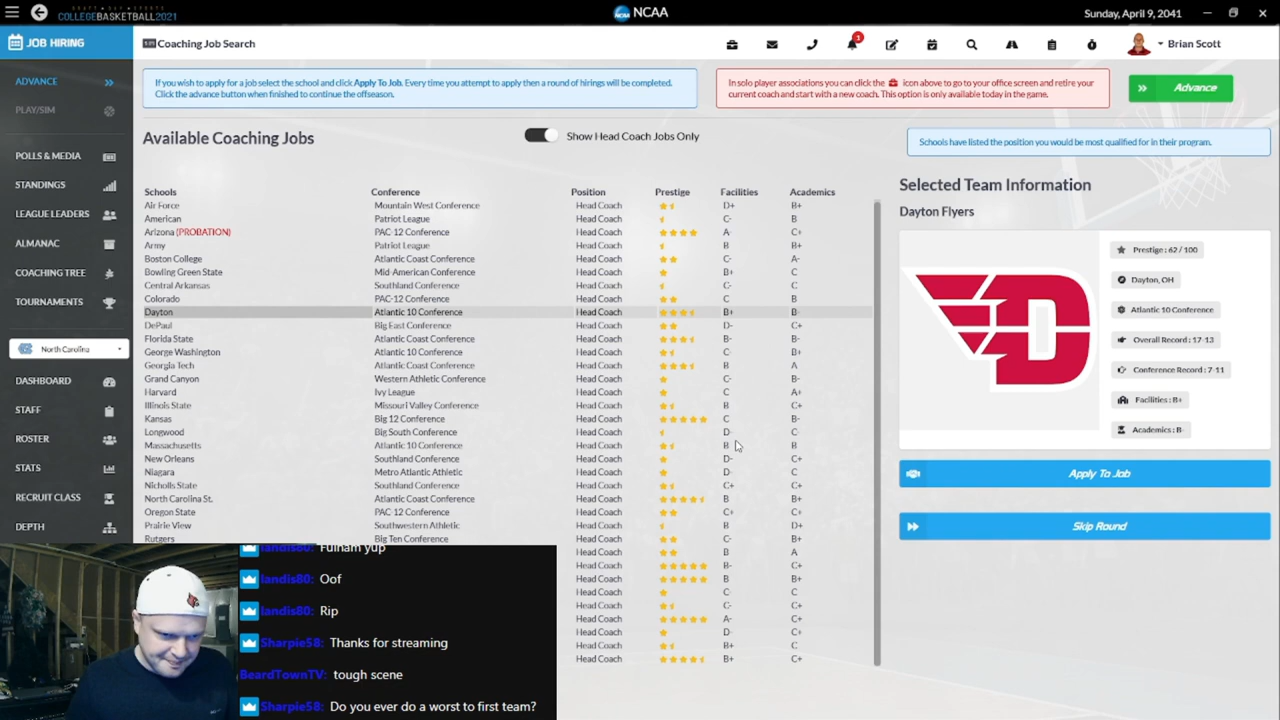 DRAFT DAY SPORTS
COLLEGEBASKETBALL2021
NCAA
Sunday, April 9, 2041
JOB HIRING
Coaching Job Search
1
Brian Scott
ADVANCE
PLAY/SIM
POLLS & MEDIA
STANDINGS
LEAGUE LEADERS
ALMANAC
COACHING TREE
TOURNAMENTS
North Carolina
DASHBOARD
STAFF
ROSTER
STATS
RECRUIT CLASS
DEPTH
If you wish to apply for a job select the school and click Apply To Job. Every time you attempt to apply then a round of hirings will be completed.
Click the advance button when finished to continue the offseason.
In solo player associations you can click the icon above to go to your office screen and retire your
current coach and start with a new coach. This option is only available today in the game.
Advance
Available Coaching Jobs
Show Head Coach Jobs Only
Schools have listed the position you would be most qualified for in their program.
Schools Conference Position Prestige Facilities Academics
Air Force Mountain West Conference Head Coach D+ B+
American Patriot League Head Coach C- B
Arizona (PROBATION) PAC-12 Conference Head Coach A- C+
Army Patriot League Head Coach B B+
Boston College Atlantic Coast Conference Head Coach C- A-
Bowling Green State Mid-American Conference Head Coach B+ C
Central Arkansas Southland Conference Head Coach C- C
Colorado PAC-12 Conference Head Coach C B
Dayton Atlantic 10 Conference Head Coach B+ B-
DePaul Big East Conference Head Coach D- C+
Florida State Atlantic Coast Conference Head Coach B- B-
George Washington Atlantic 10 Conference Head Coach C- B+
Georgia Tech Atlantic Coast Conference Head Coach B A
Grand Canyon Western Athletic Conference Head Coach C- B-
Harvard Ivy League Head Coach C A+
Illinois State Missouri Valley Conference Head Coach B C+
Kansas Big 12 Conference Head Coach C B-
Longwood Big South Conference Head Coach D- C-
Massachusetts Atlantic 10 Conference Head Coach B B
New Orleans Southland Conference Head Coach D- C+
Niagara Metro Atlantic Athletic Head Coach D- C
Nicholls State Southland Conference Head Coach C+ C+
North Carolina St. Atlantic Coast Conference Head Coach B B+
Oregon State PAC-12 Conference Head Coach C+ C+
Prairie View Southwestern Athletic Head Coach B D+
Rutgers Big Ten Conference Head Coach C- B+
Head Coach B A
Head Coach B- C+
Head Coach B B+
Head Coach C- C
Head Coach C- C+
Head Coach A- C+
Head Coach D- C+
Head Coach B+ C
Head Coach B+ C+
Selected Team Information
Dayton Flyers
D
Prestige : 62 / 100
Dayton, OH
Atlantic 10 Conference
Overall Record : 17-13
Conference Record : 7-11
Facilities : B+
Academics : B-
Apply To Job
Skip Round
landis80: Fulham yup
landis80: Oof
landis80: Rip
Sharpie58: Thanks for streaming
BeardTownTV: tough scene
Sharpie58: Do you ever do a worst to first team?